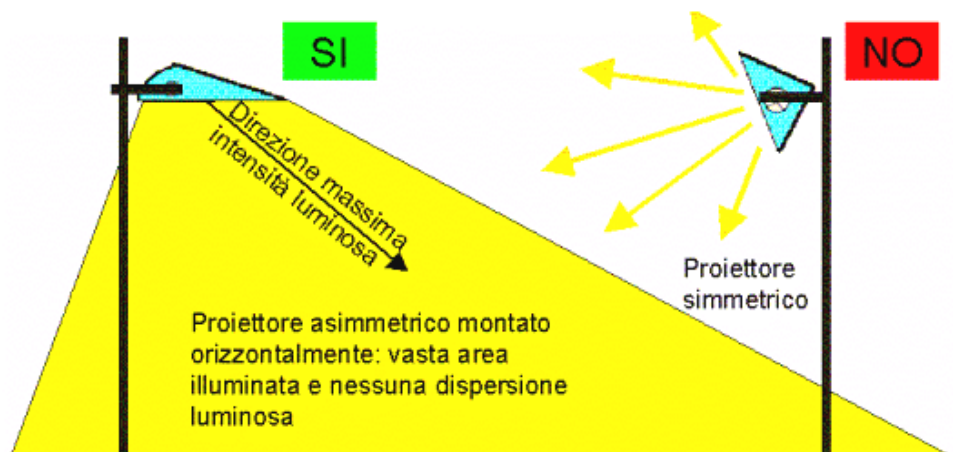 SI
NO
Direzione massima
intensità luminosa
Proiettore
simmetrico
Proiettore asimmetrico montato
orizzontalmente: vasta area
illuminata e nessuna dispersione
luminosa